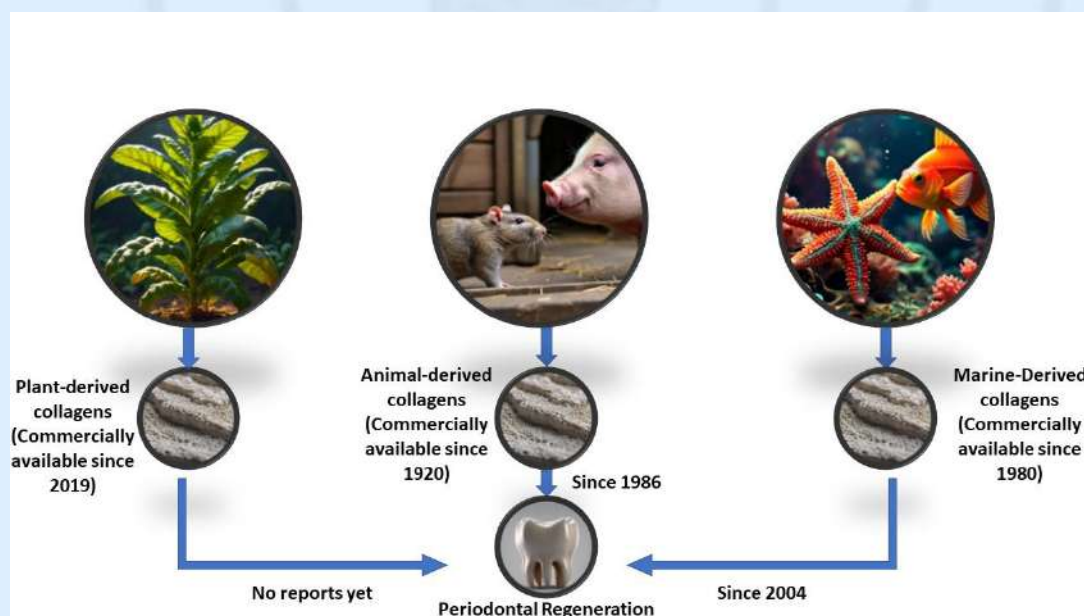 Plant-derived
collagens
(Commercially
available since
2019)
Animal-derived
collagens
(Commercially
available since
1920)
Marine-Derived
collagens
(Commercially
available since
1980)
Since 1986
No reports yet
Since 2004
Periodontal Regeneration